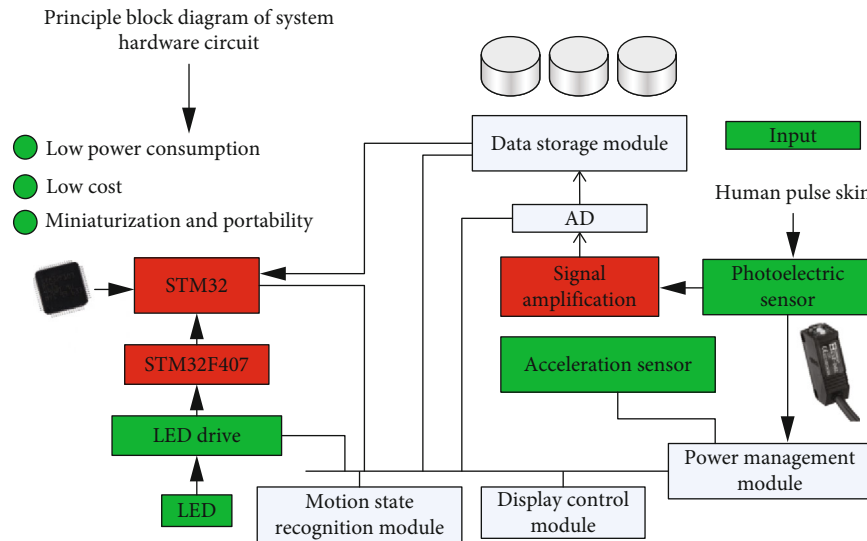 Principle block diagram of system
hardware circuit
Low power consumption
Low cost
Miniaturization and portability
Data storage module
Input
Human pulse skin
AD
STM32
Signal
amplification
Photoelectric
sensor
STM32F407
Acceleration sensor
LED drive
Power management
module
LED
Motion state
recognition module
Display control
module